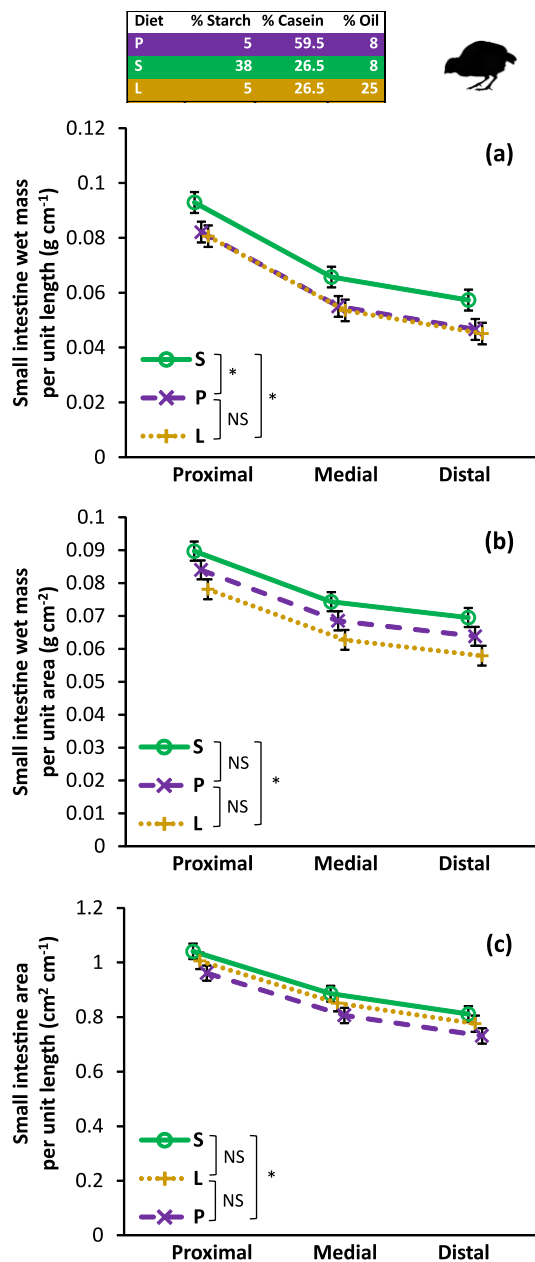 Diet % Starch % Casein % Oil
P 5 59.5 8
S 38 26.5 8
L 5 26.5 25
(a)
Small intestine wet mass
per unit length (g cm-1)
0.12
0.1
0.08
0.06
0.04
0.02
0
S
P
L
*
NS
*
Proximal Medial Distal
(b)
Small intestine wet mass
per unit area (g cm-2)
0.1
0.09
0.08
0.07
0.06
0.05
0.04
0.03
0.02
0.01
0
S
P
L
NS
NS
*
Proximal Medial Distal
(c)
Small intestine area
per unit length (cm2 cm-1)
1.2
1
0.8
0.6
0.4
0.2
0
S
L
P
NS
NS
*
Proximal Medial Distal